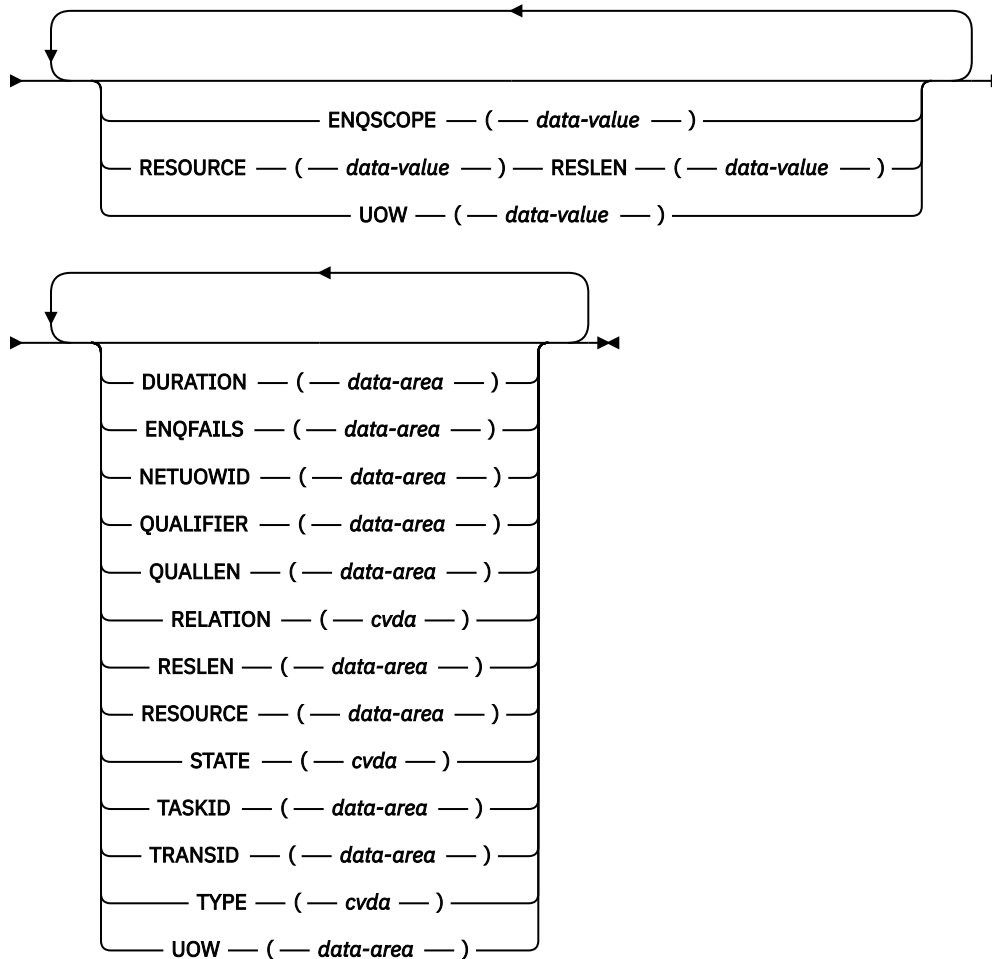 ENQSCOPE ( data-value )
RESOURCE ( data-value ) RESLEN ( data-value )
UOW ( data-value )
DURATION ( data-area )
ENQFAILS ( data-area )
NETUOWID ( data-area )
QUALIFIER ( data-area )
QUALLEN ( data-area )
RELATION ( cvda )
RESLEN ( data-area )
RESOURCE ( data-area )
STATE ( cvda )
TASKID ( data-area )
TRANSID ( data-area )
TYPE ( cvda )
UOW ( data-area )